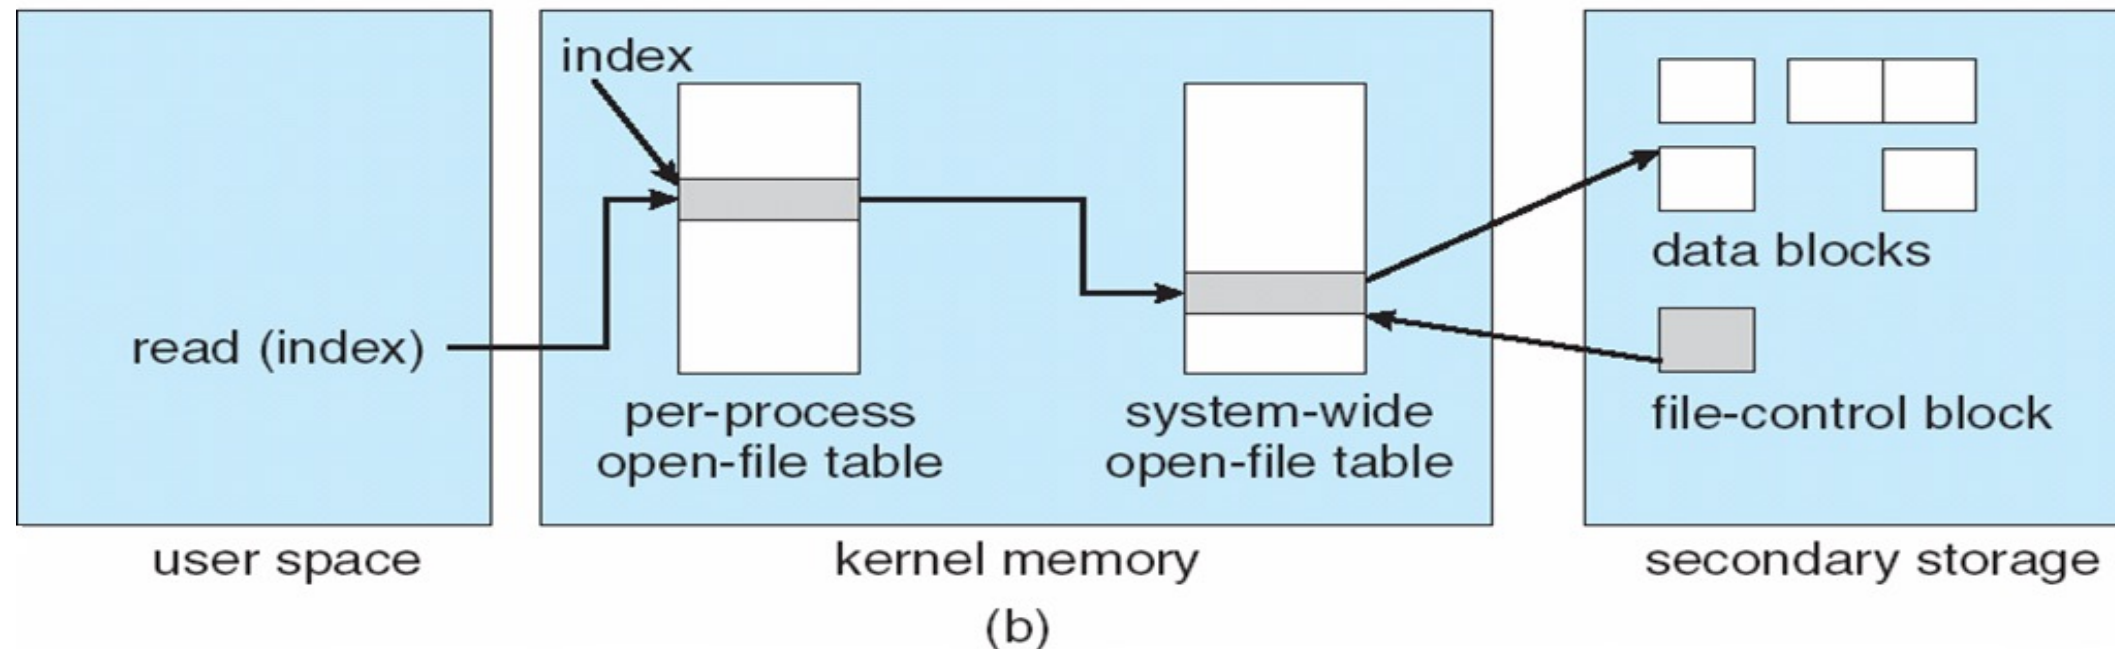 index
read (index)
per-process
open-file table
system-wide
open-file table
data blocks
file-control block
user space
kernel memory
secondary storage
(b)